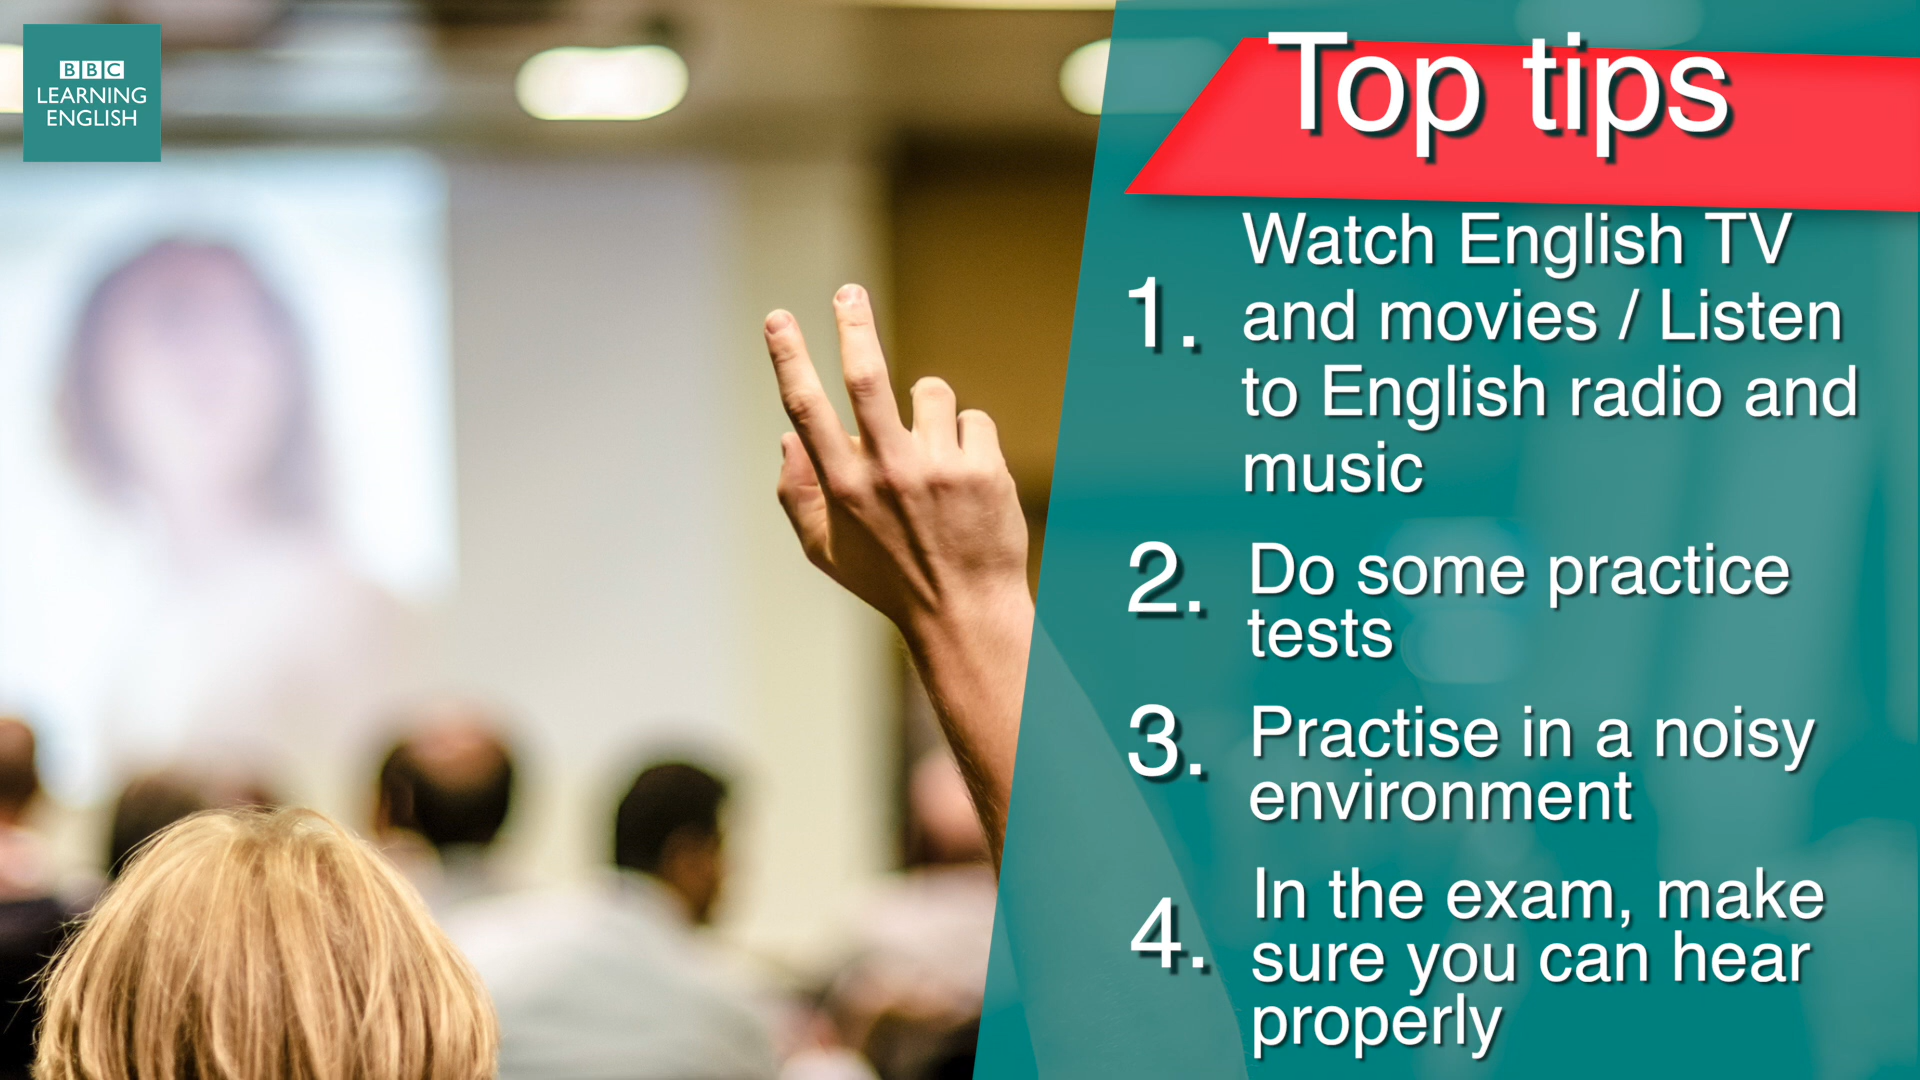 BBC
LEARNING
ENGLISH
Top tips
1. Watch English TV
and movies / Listen
to English radio and
music
2. Do some practice
tests
3. Practise in a noisy
environment
4. In the exam, make
sure you can hear
properly